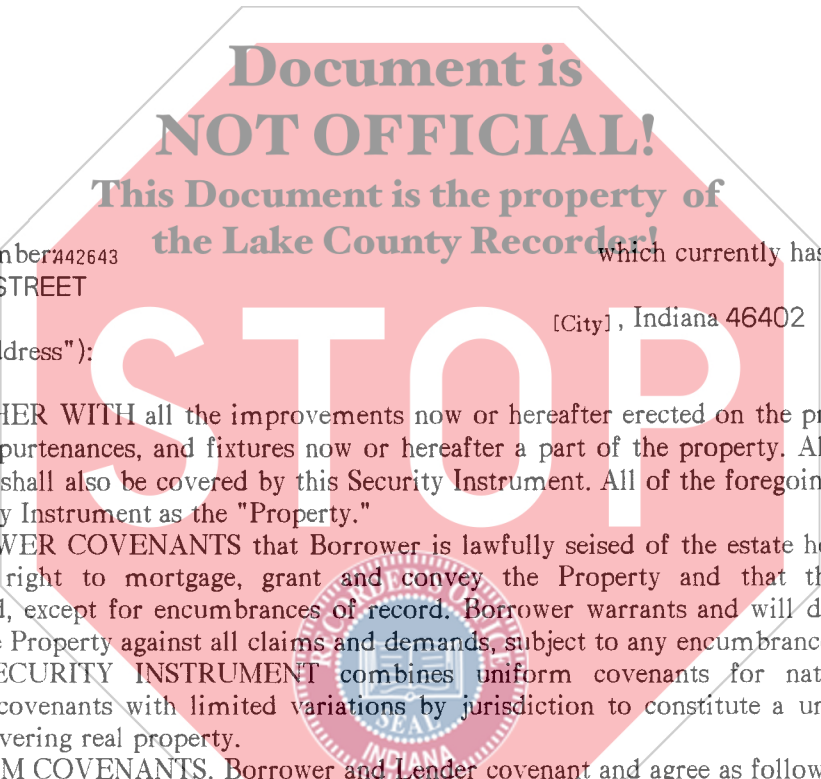 Document is
NOT OFFICIAL!
This Document is the property of
the Lake County Recorder!
nber:442643 which currently has
STREET
[City], Indiana 46402
ddress"):
STOP
HER WITH all the improvements now or hereafter erected on the pr
purtenances, and fixtures now or hereafter a part of the property. Al
shall also be covered by this Security Instrument. All of the foregoin
y Instrument as the "Property."
WER COVENANTS that Borrower is lawfully seised of the estate he
right to mortgage, grant and convey the Property and that th
d, except for encumbrances of record. Borrower warrants and will d
e Property against all claims and demands, subject to any encumbranc
ECURITY INSTRUMENT combines uniform covenants for nat
covenants with limited variations by jurisdiction to constitute a un
vering real property.
M COVENANTS. Borrower and Lender covenant and agree as follow
RECORDER'S OFFICE
SEAL
INDIANA